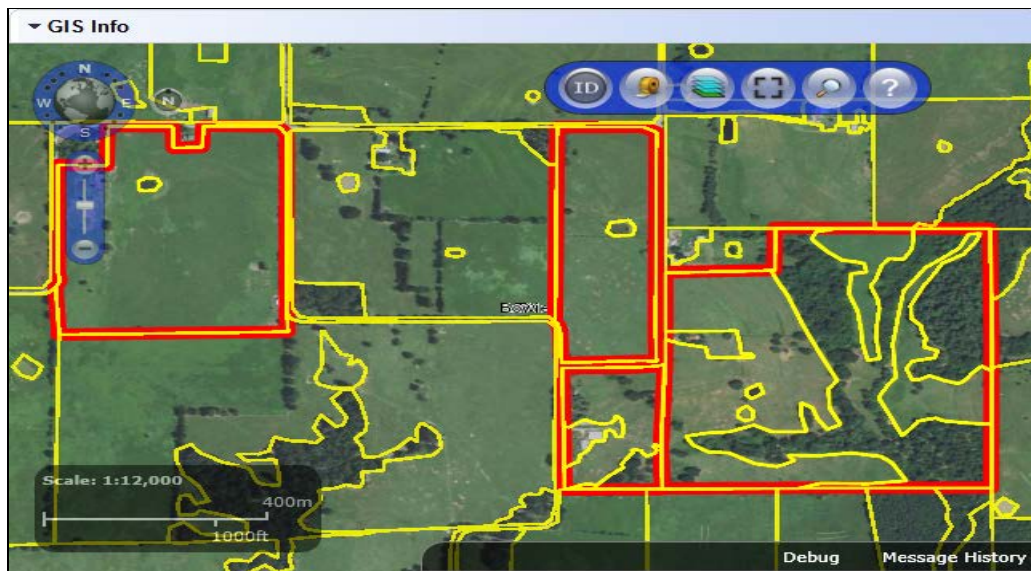 GIS Info
N
W
E
S
N
ID
?
Scale: 1:12,000
400m
1000ft
Debug
Message History